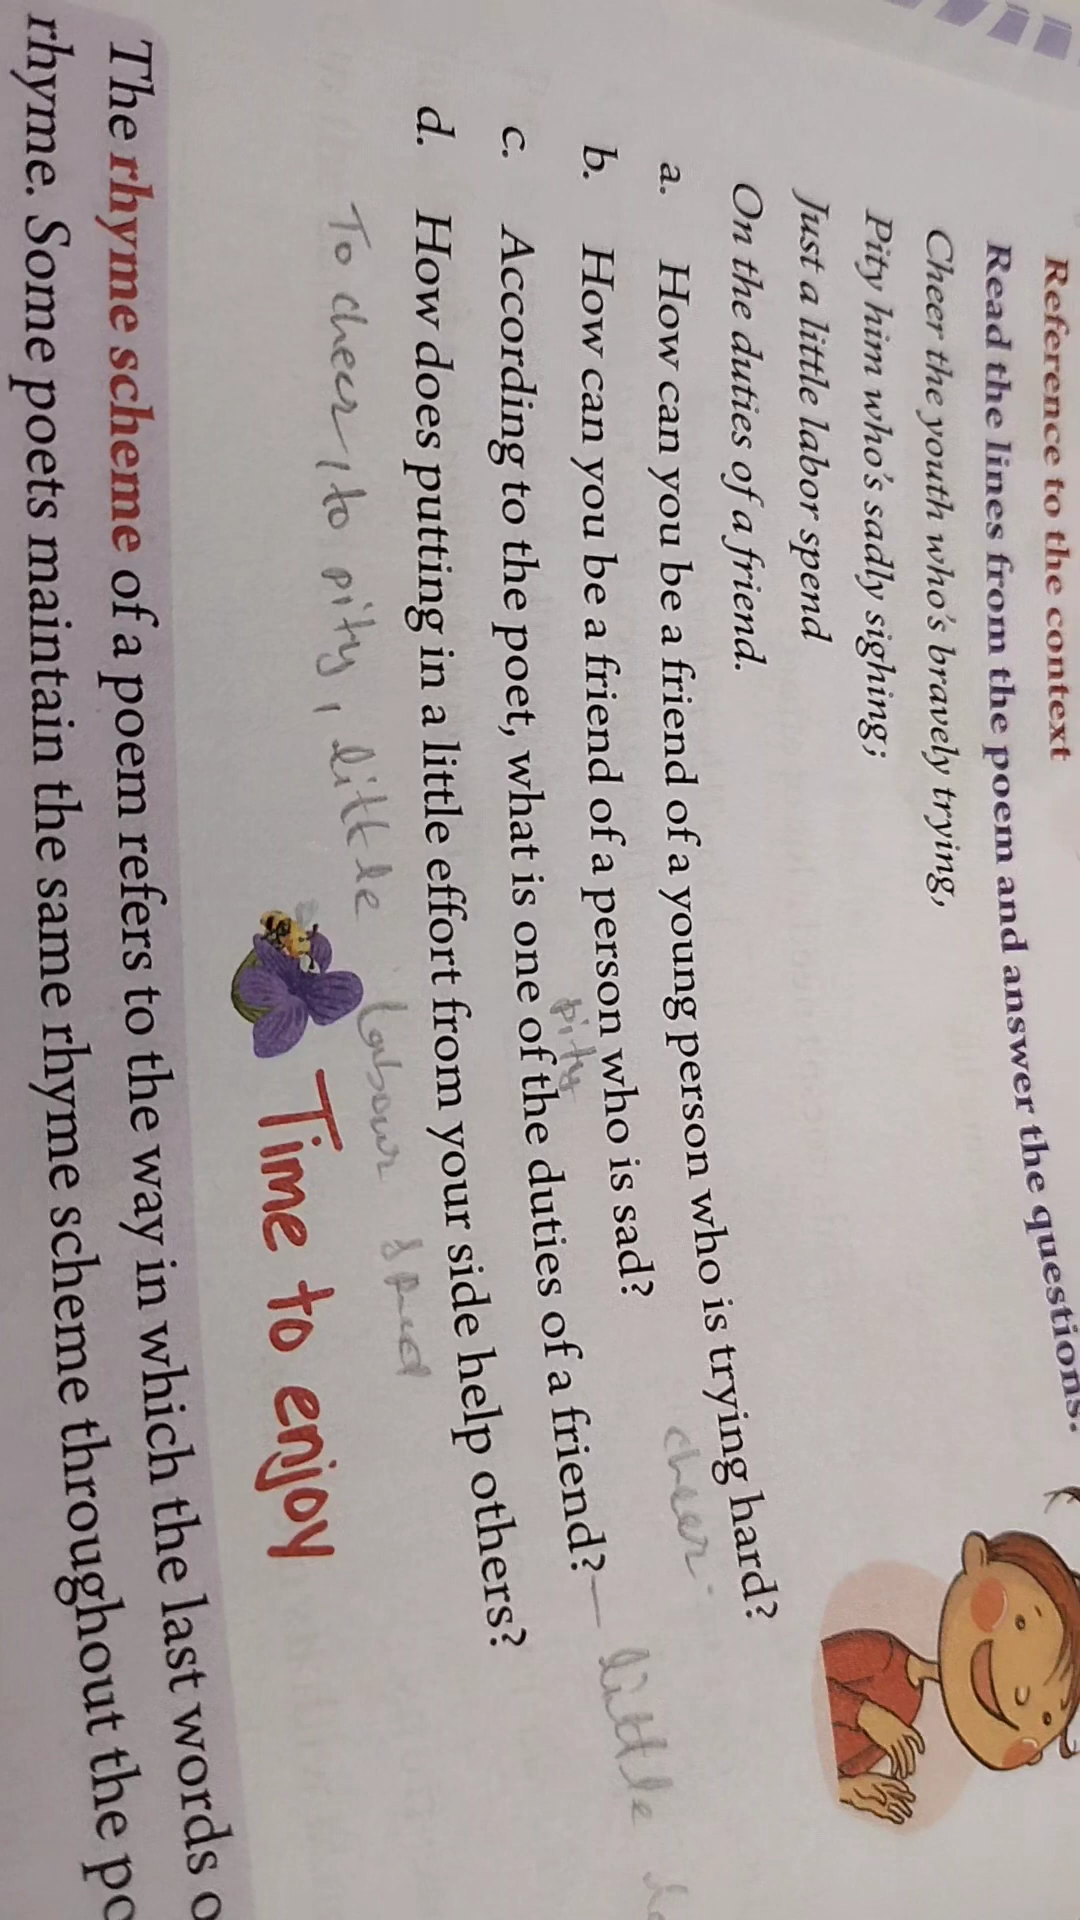 Reference to the context
Read the lines from the poem and answer the questions.
Cheer the youth who's bravely trying,
Pity him who's sadly sighing;
Just a little labor spend
On the duties of a friend.
a. How can you be a friend of a young person who is trying hard?
cheer
b. How can you be a friend of a person who is sad?
pity
c. According to the poet, what is one of the duties of a friend? — little
d. How does putting in a little effort from your side help others?
To cheer, to pity, little labour spend
Time to enjoy
The rhyme scheme of a poem refers to the way in which the last words
rhyme. Some poets maintain the same rhyme scheme throughout the